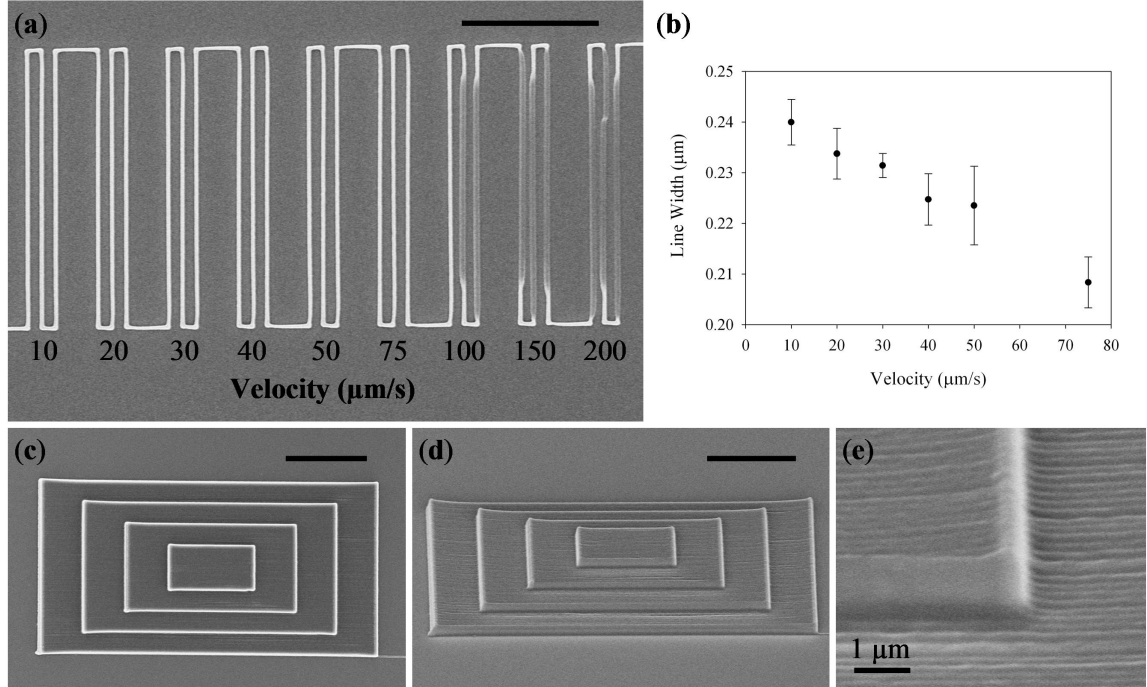 (a)
10 20 30 40 50 75 100 150 200
Velocity (μm/s)
(b)
0.25
0.24
0.23
0.22
0.21
0.20
Line Width (μm)
0 10 20 30 40 50 60 70 80
Velocity (μm/s)
(c)
(d)
(e)
1 μm